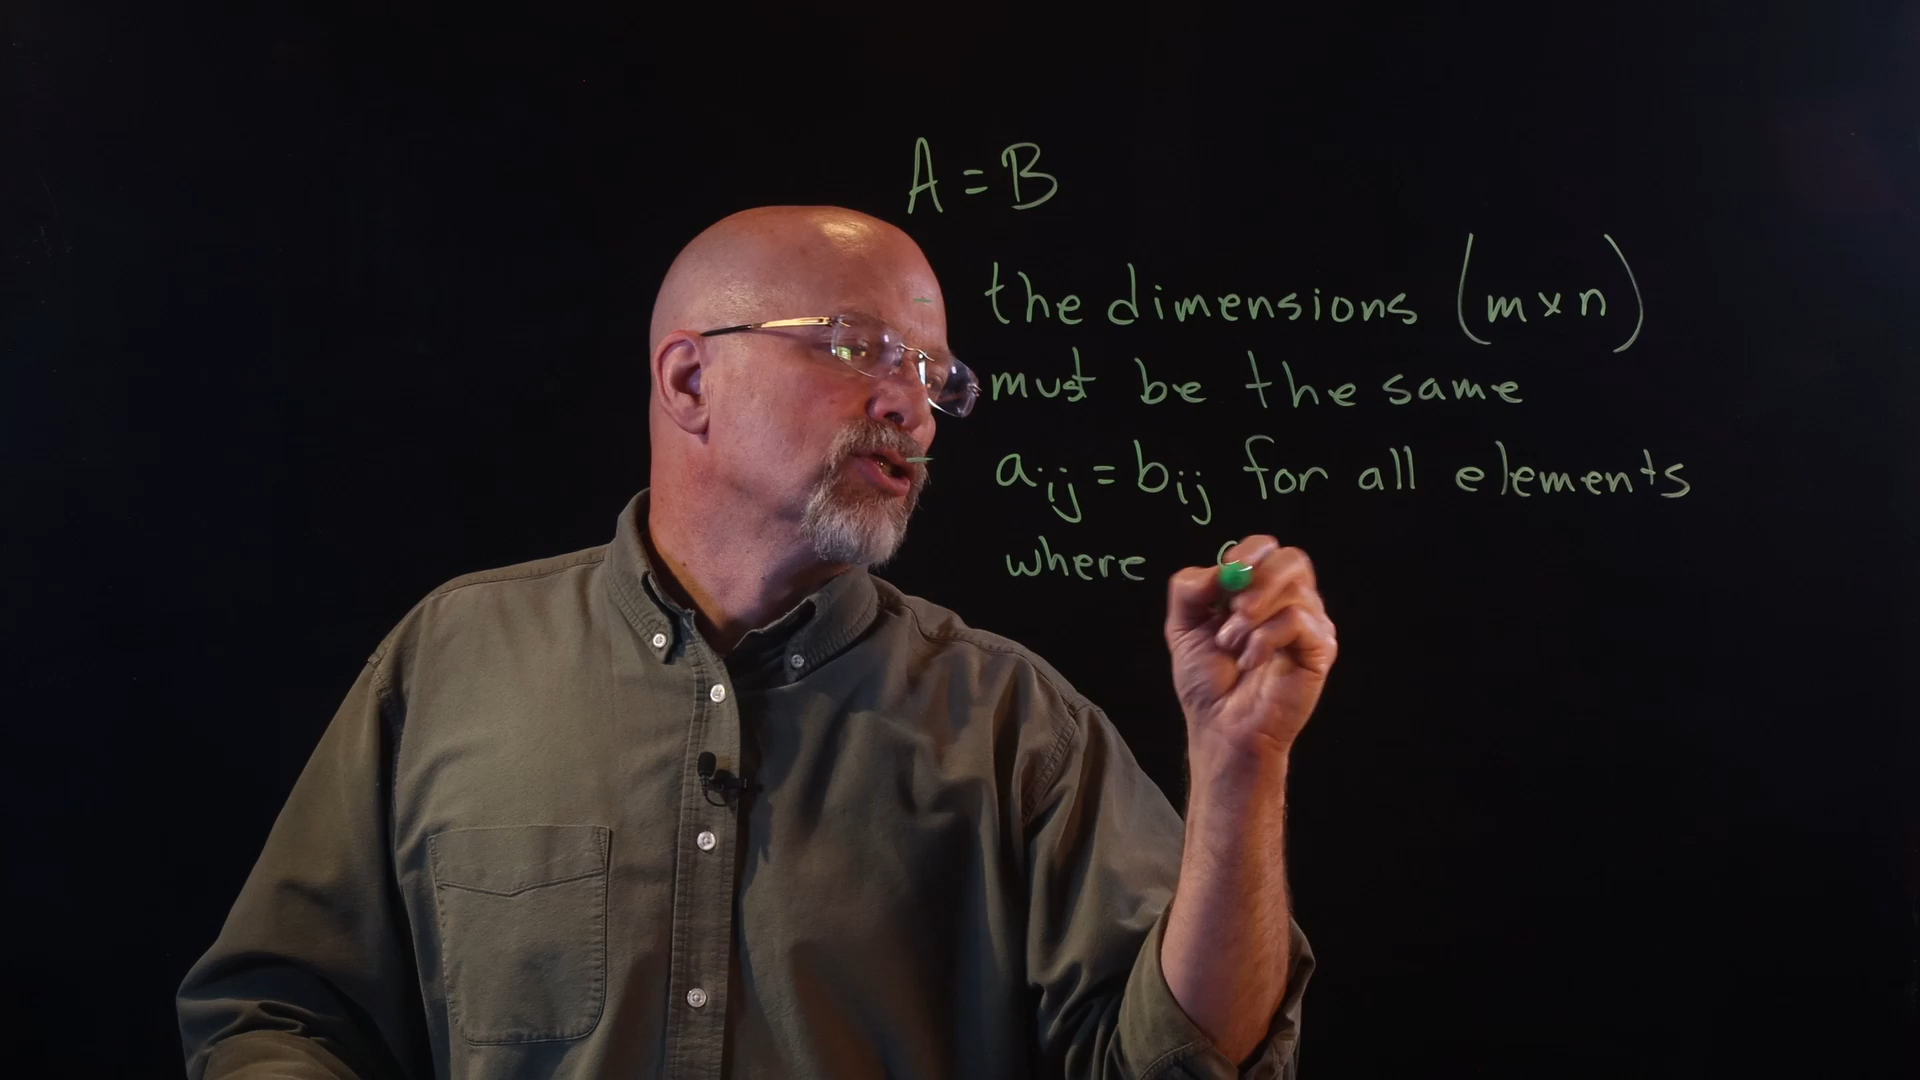 A = B
- the dimensions (m x n)
must be the same
- aij = bij for all elements
where